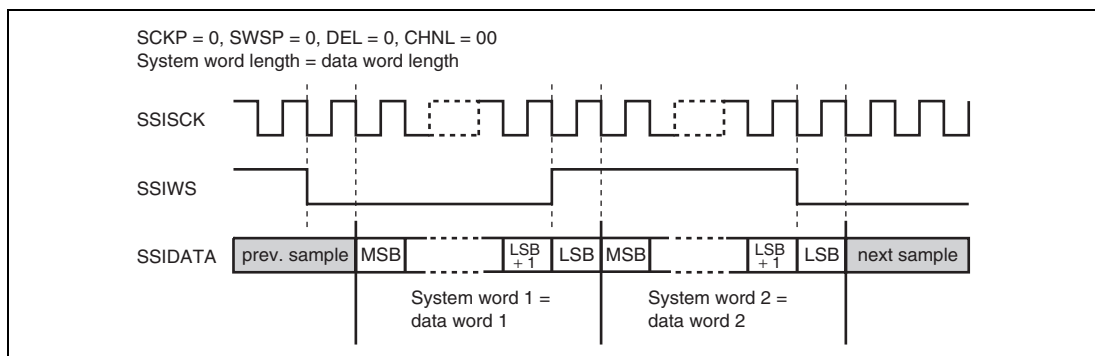 SCKP = 0, SWSP = 0, DEL = 0, CHNL = 00
System word length = data word length
SSISCK
SSIWS
SSIDATA
prev. sample
MSB
LSB
+ 1
LSB
MSB
LSB
+ 1
LSB
next sample
System word 1 =
data word 1
System word 2 =
data word 2